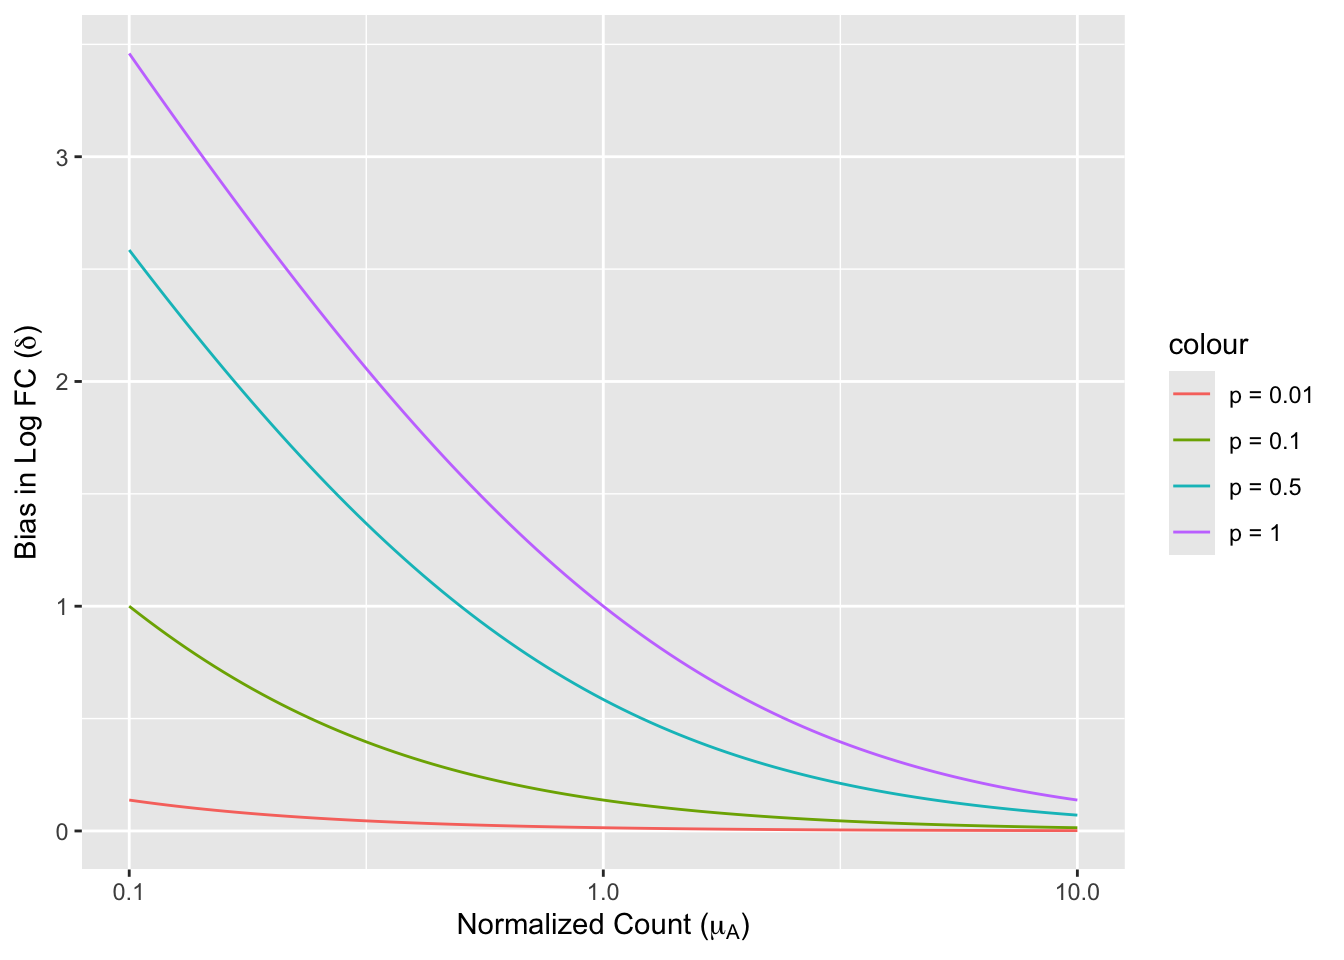 Bias in Log FC (δ)
3
2
1
0
0.1
1.0
10.0
Normalized Count (μA)
colour
p = 0.01
p = 0.1
p = 0.5
p = 1